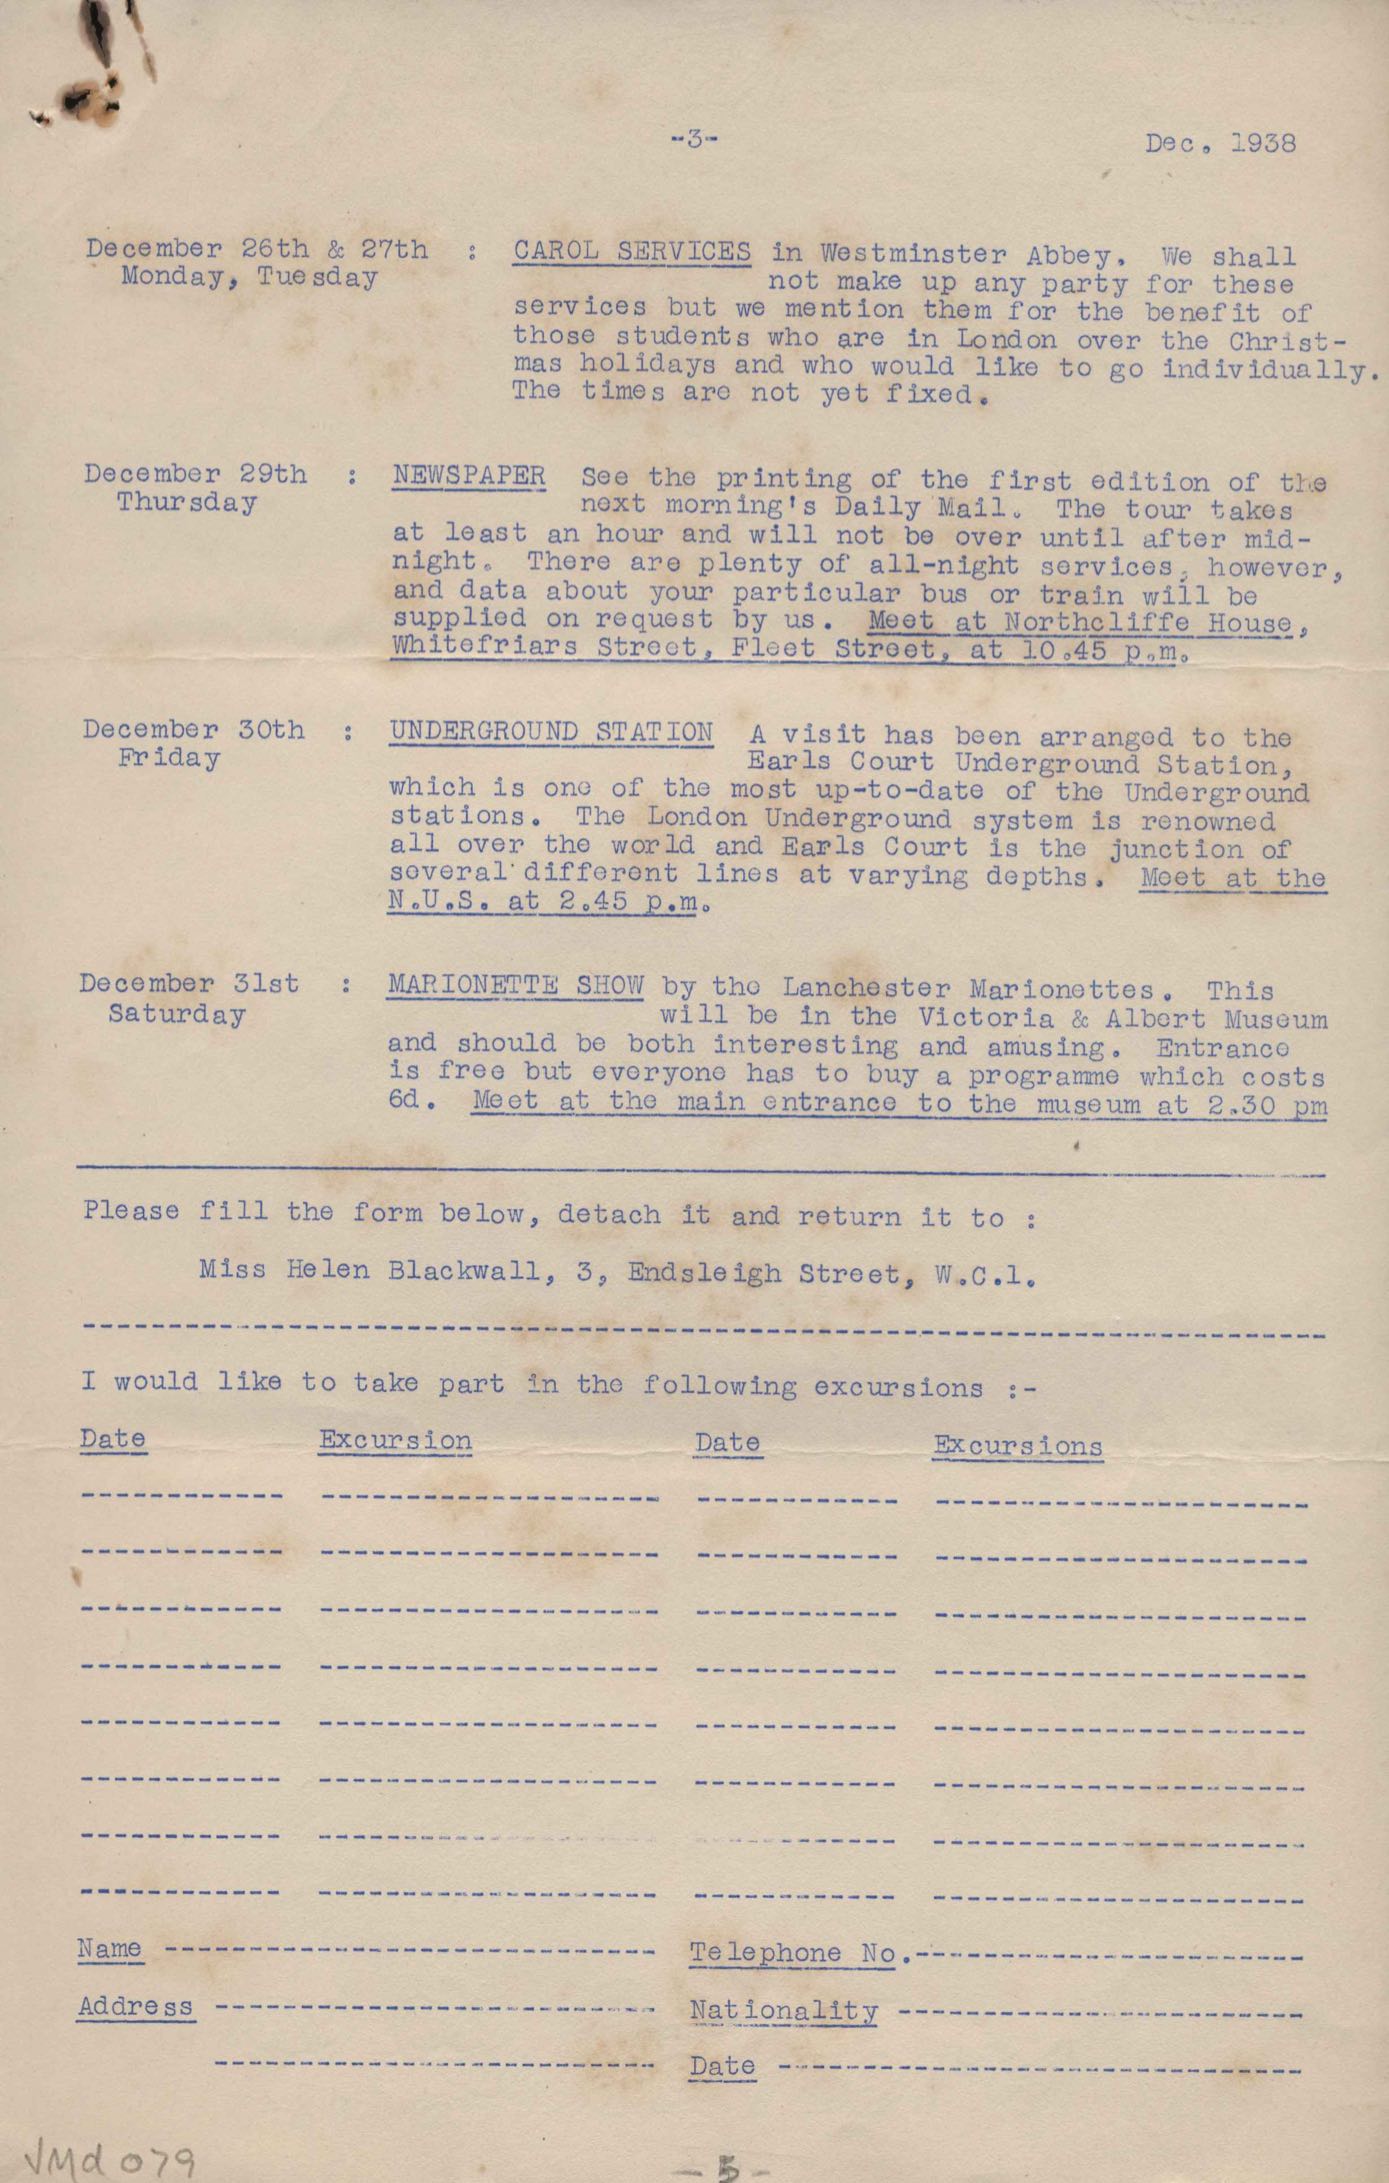 -3-
Dec. 1938
December 26th & 27th : CAROL SERVICES in Westminster Abbey. We shall
Monday, Tuesday not make up any party for these
services but we mention them for the benefit of
those students who are in London over the Christ-
mas holidays and who would like to go individually.
The times are not yet fixed.
December 29th : NEWSPAPER See the printing of the first edition of the
Thursday next morning's Daily Mail. The tour takes
at least an hour and will not be over until after mid-
night. There are plenty of all-night services, however,
and data about your particular bus or train will be
supplied on request by us. Meet at Northcliffe House,
Whitefriars Street, Fleet Street, at 10.45 p.m.
December 30th : UNDERGROUND STATION A visit has been arranged to the
Friday Earls Court Underground Station,
which is one of the most up-to-date of the Underground
stations. The London Underground system is renowned
all over the world and Earls Court is the junction of
several different lines at varying depths. Meet at the
N.U.S. at 2.45 p.m.
December 31st : MARIONETTE SHOW by the Lanchester Marionettes. This
Saturday will be in the Victoria & Albert Museum
and should be both interesting and amusing. Entrance
is free but everyone has to buy a programme which costs
6d. Meet at the main entrance to the museum at 2.30 pm
Please fill the form below, detach it and return it to :
Miss Helen Blackwall, 3, Endsleigh Street, W.C.1.
I would like to take part in the following excursions :-
Date Excursion Date Excursions
Name Telephone No.
Address Nationality
Date
JMd 079
- 5 -